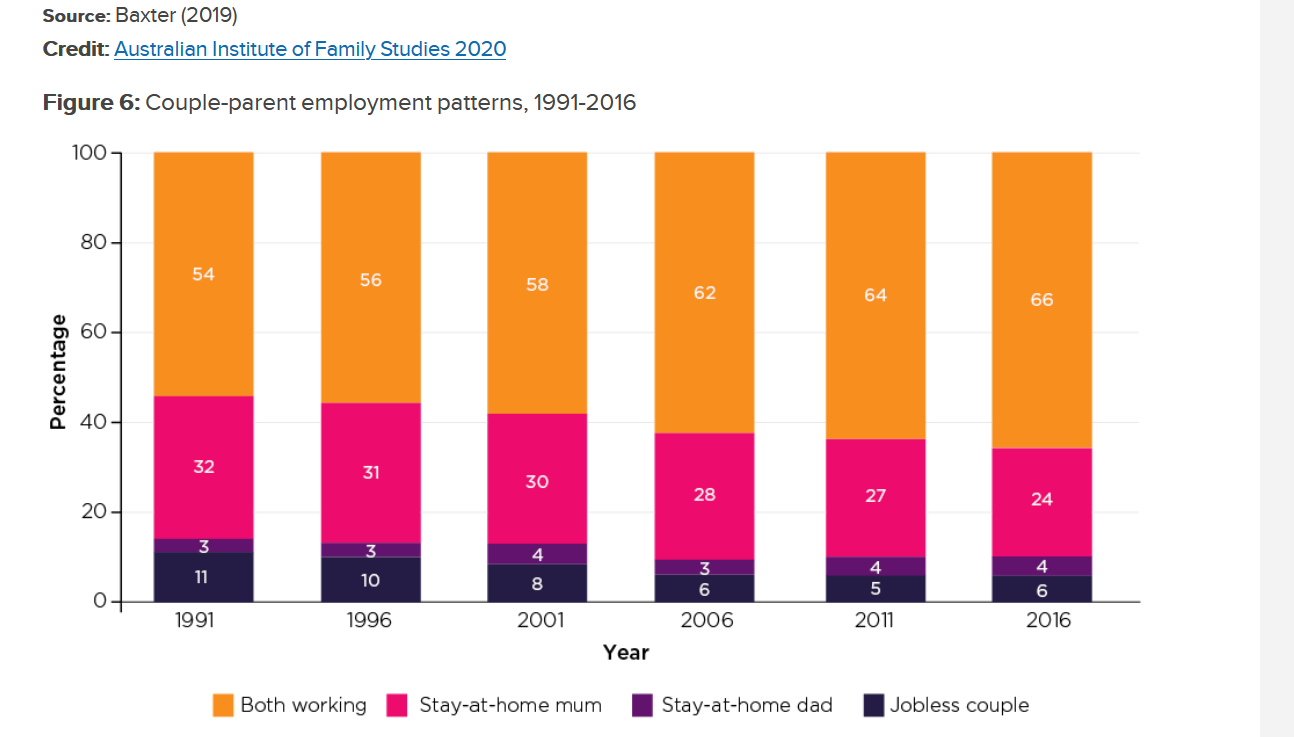 Source: Baxter (2019)
Credit: Australian Institute of Family Studies 2020
Figure 6: Couple-parent employment patterns, 1991-2016
100
80
60
40
20
0
Percentage
54 56 58 62 64 66
32 31 30 28 27 24
3 3 4 3 4 4
11 10 8 6 5 6
1991 1996 2001 2006 2011 2016
Year
Both working Stay-at-home mum Stay-at-home dad Jobless couple